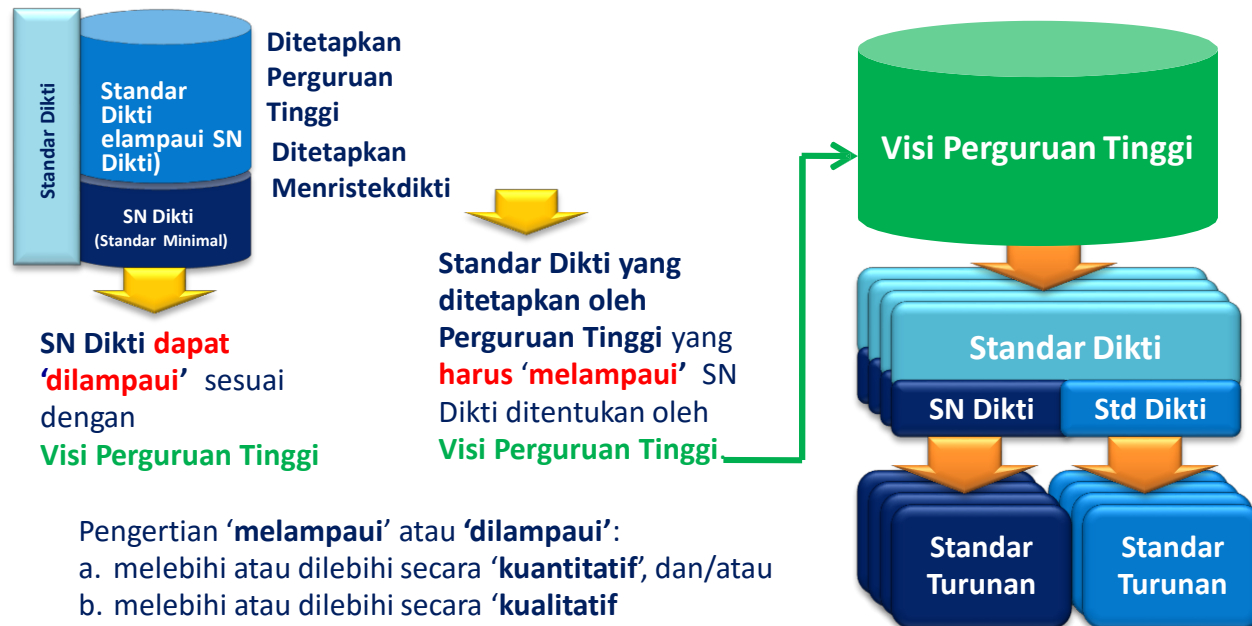 Standar Dikti
Standar
Dikti
elampaui SN
Dikti)
SN Dikti
(Standar Minimal)
Ditetapkan
Perguruan
Tinggi
Ditetapkan
Menristekdikti
SN Dikti dapat
‘dilampaui’ sesuai
dengan
Visi Perguruan Tinggi
Standar Dikti yang
ditetapkan oleh
Perguruan Tinggi yang
harus ‘melampaui’ SN
Dikti ditentukan oleh
Visi Perguruan Tinggi.
Visi Perguruan Tinggi
Standar Dikti
SN Dikti
Std Dikti
Standar
Turunan
Standar
Turunan
Pengertian ‘melampaui’ atau ‘dilampaui’:
a. melebihi atau dilebihi secara ‘kuantitatif’, dan/atau
b. melebihi atau dilebihi secara ‘kualitatif